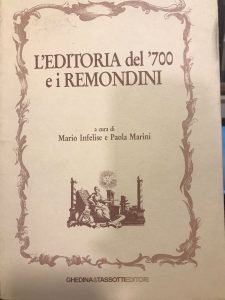 L'EDITORIA del '700
e i REMONDINI
a cura di
Mario Infelise e Paola Marini
GHEDINA&TASSOTTI EDITORI